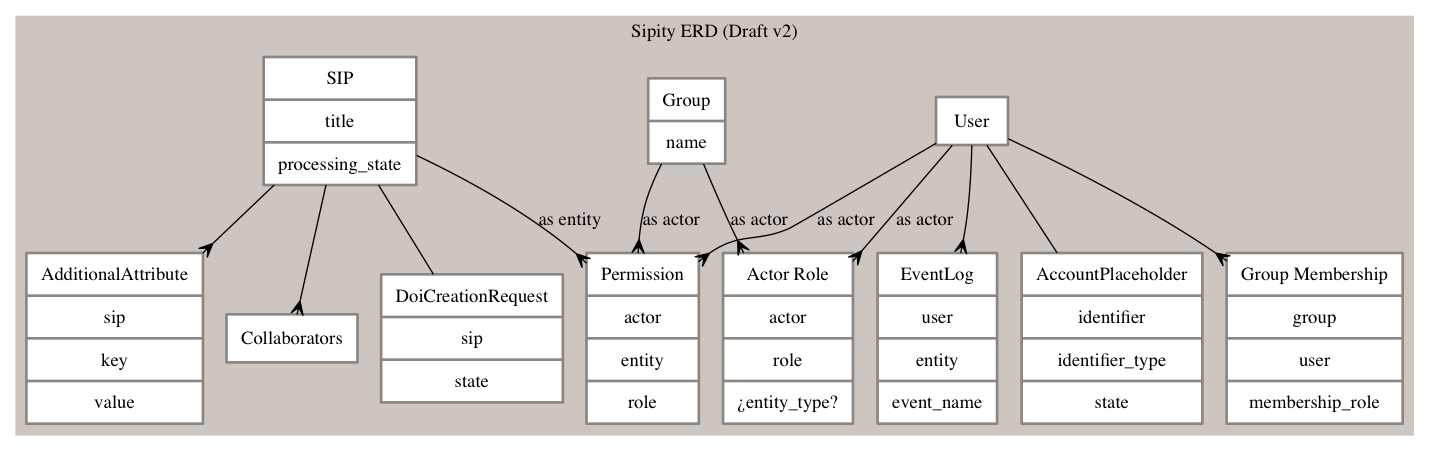 Sipity ERD (Draft v2)
SIP
title
processing_state
Group
name
User
as entity
as actor
as actor
as actor
as actor
AdditionalAttribute
sip
key
value
Collaborators
DoiCreationRequest
sip
state
Permission
actor
entity
role
Actor Role
actor
role
¿entity_type?
EventLog
user
entity
event_name
AccountPlaceholder
identifier
identifier_type
state
Group Membership
group
user
membership_role